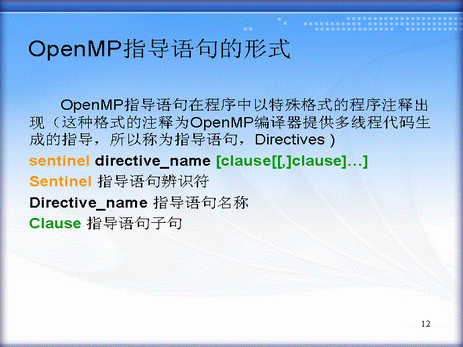 OpenMP指导语句的形式
OpenMP指导语句在程序中以特殊格式的程序注释出
现（这种格式的注释为OpenMP编译器提供多线程代码生
成的指导，所以称为指导语句，Directives )
sentinel directive_name [clause[[,]clause]…]
Sentinel 指导语句辨识符
Directive_name 指导语句名称
Clause 指导语句子句
12